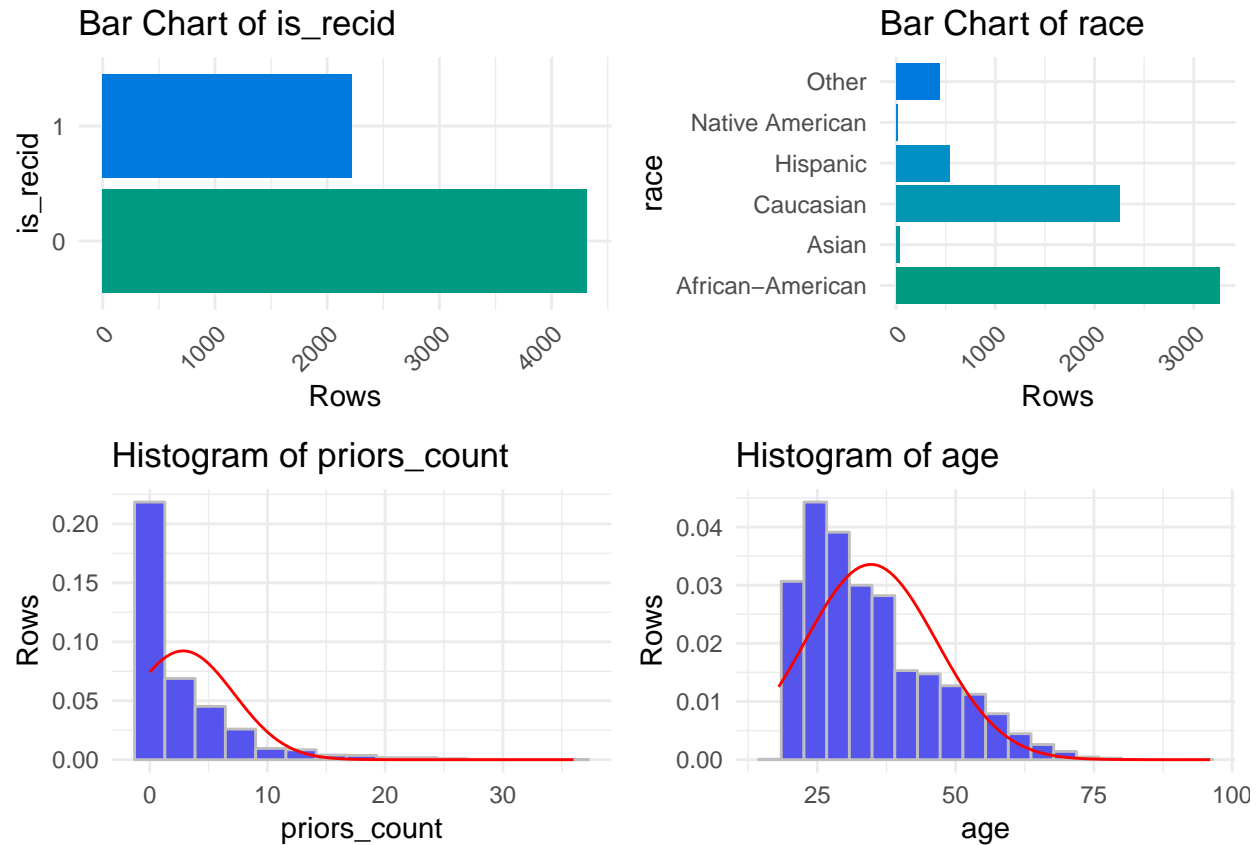 Bar Chart of is_recid
is_recid
1
0
0
1000
2000
3000
4000
Rows
Bar Chart of race
race
Other
Native American
Hispanic
Caucasian
Asian
African−American
0
1000
2000
3000
Rows
Histogram of priors_count
Rows
0.20
0.15
0.10
0.05
0.00
0
10
20
30
priors_count
Histogram of age
Rows
0.04
0.03
0.02
0.01
0.00
25
50
75
100
age